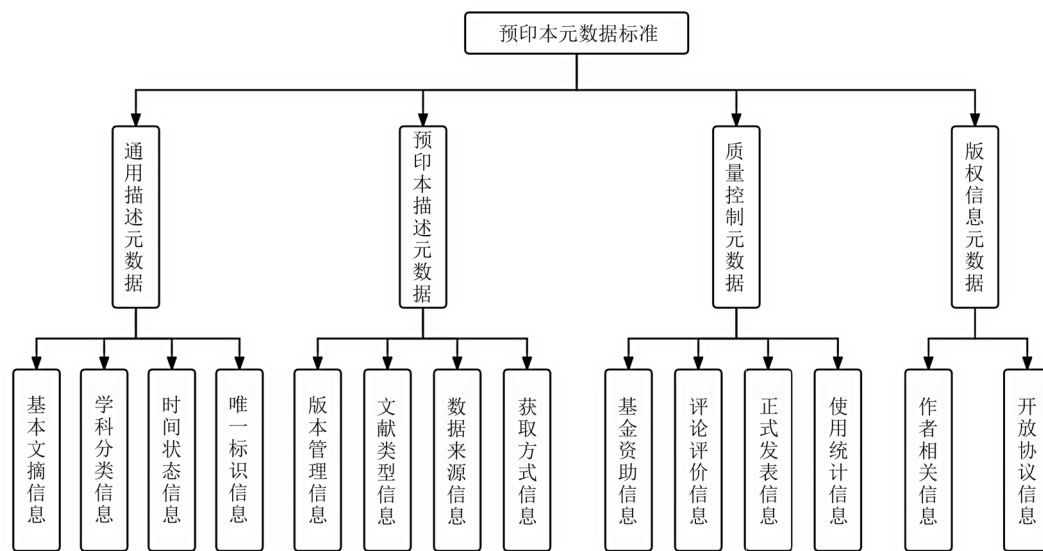 预印本元数据标准
通用描述元数据
预印本描述元数据
质量控制元数据
版权信息元数据
基本文摘信息
学科分类信息
时间状态信息
唯一标识信息
版本管理信息
文献类型信息
数据来源信息
获取方式信息
基金资助信息
评论评价信息
正式发表信息
使用统计信息
作者相关信息
开放协议信息